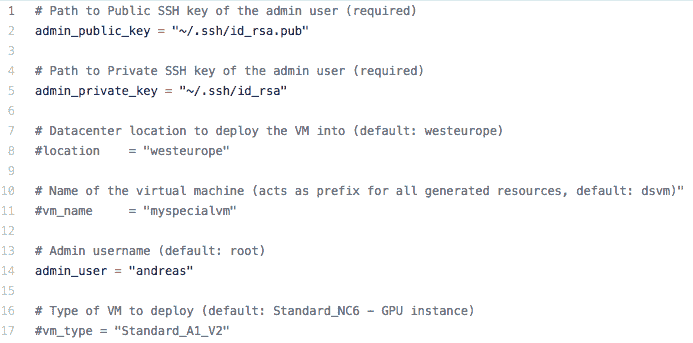 1 # Path to Public SSH key of the admin user (required)
2 admin_public_key = "~/.ssh/id_rsa.pub"
3
4 # Path to Private SSH key of the admin user (required)
5 admin_private_key = "~/.ssh/id_rsa"
6
7 # Datacenter location to deploy the VM into (default: westeurope)
8 #location    = "westeurope"
9
10 # Name of the virtual machine (acts as prefix for all generated resources, default: dsvm)"
11 #vm_name     = "myspecialvm"
12
13 # Admin username (default: root)
14 admin_user = "andreas"
15
16 # Type of VM to deploy (default: Standard_NC6 - GPU instance)
17 #vm_type = "Standard_A1_V2"